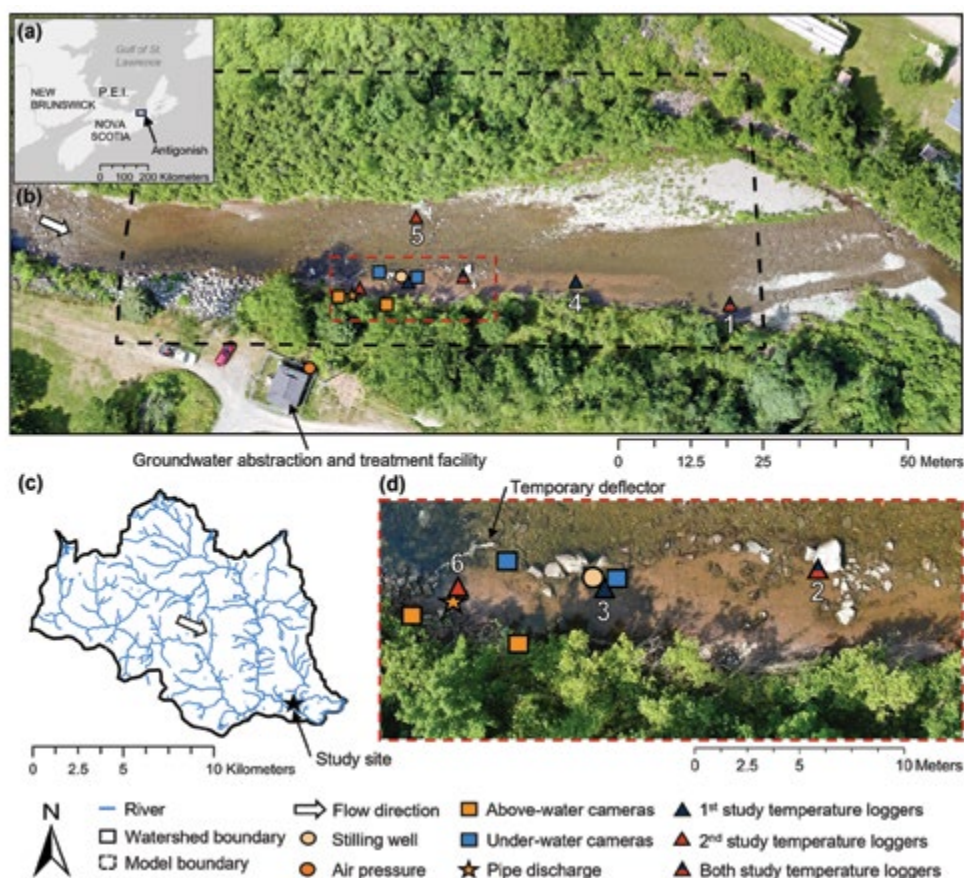 (a)
Gulf of St.
Lawrence
NEW
BRUNSWICK
P.E.I.
NOVA
SCOTIA
Antigonish
0 100 200 Kilometers
(b)
5
4
1
Groundwater abstraction and treatment facility
0 12.5 25 50 Meters
(c)
(d)
Temporary deflector
6
3
2
Study site
0 2.5 5 10 Kilometers
0 2.5 5 10 Meters
N
River
Watershed boundary
Model boundary
Flow direction
Stilling well
Air pressure
Above-water cameras
Under-water cameras
Pipe discharge
1st study temperature loggers
2nd study temperature loggers
Both study temperature loggers